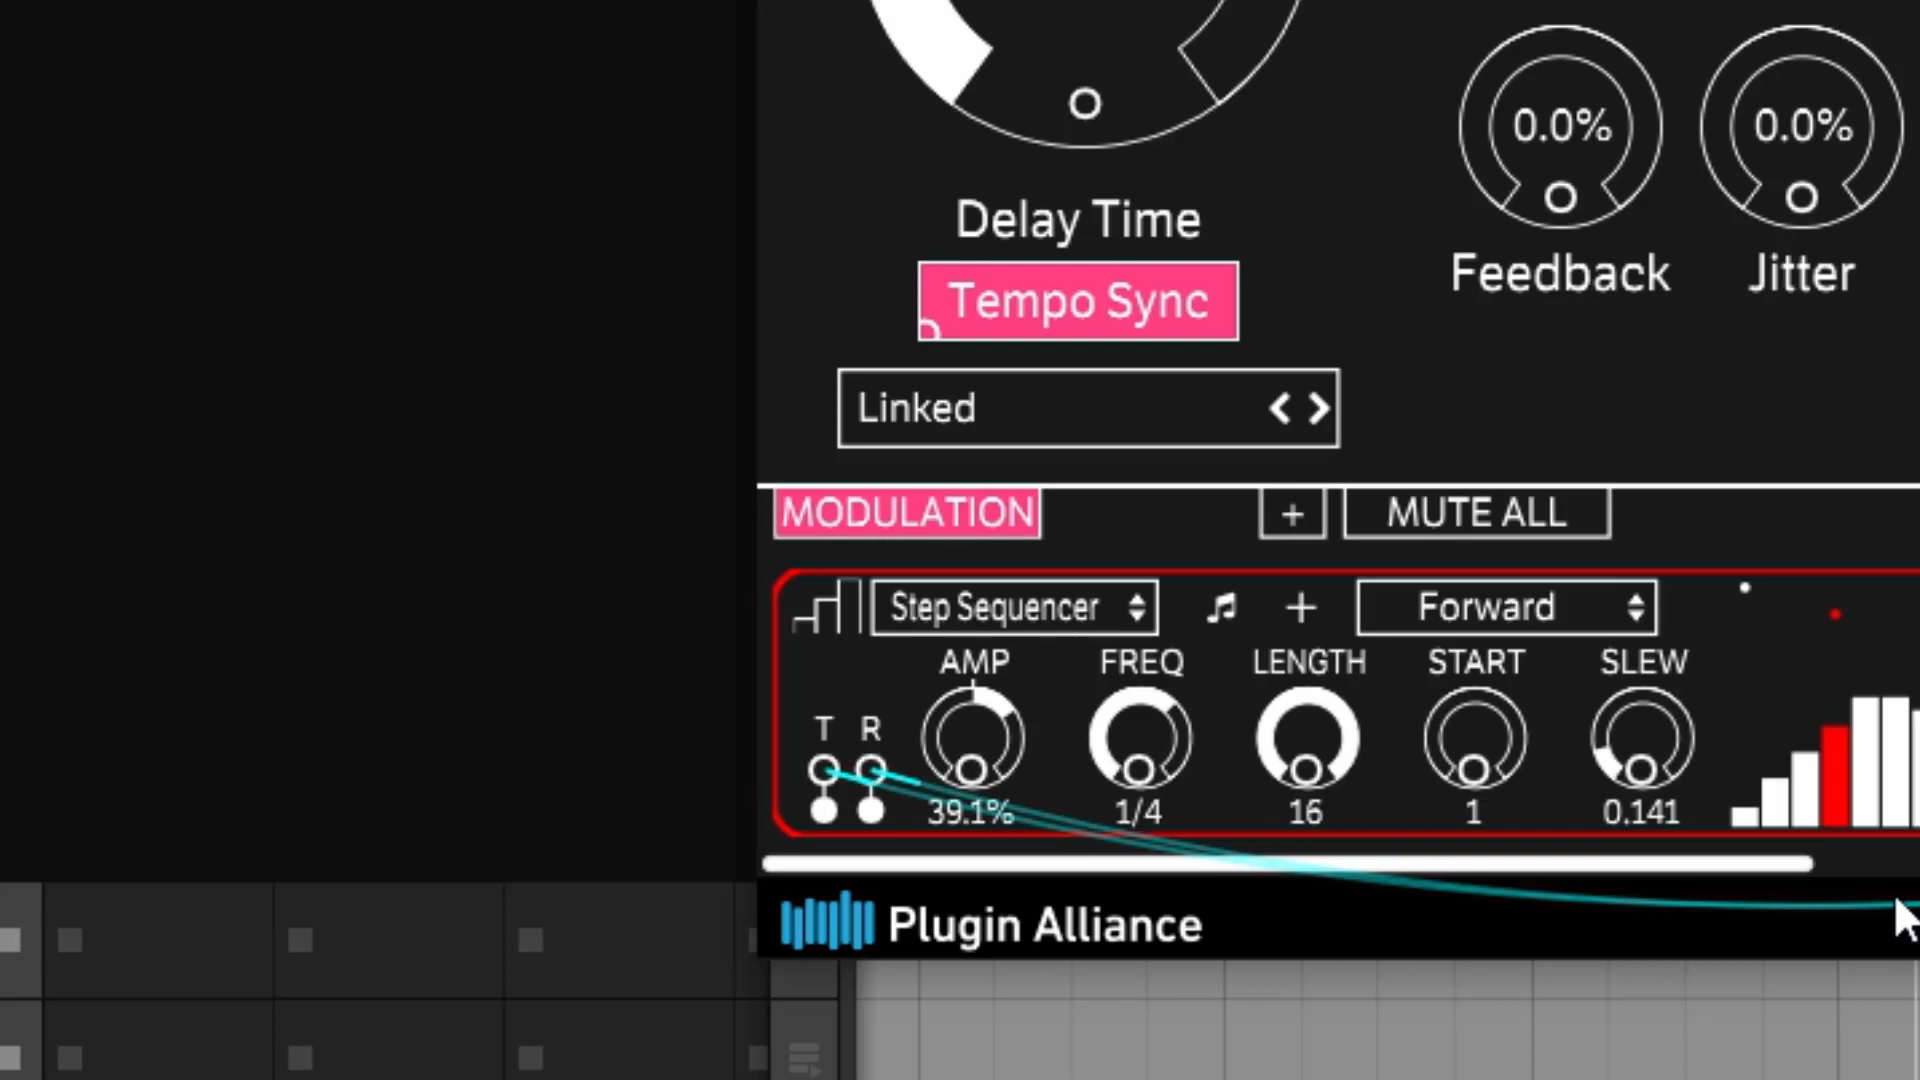 0.0% 0.0%
Delay Time
Feedback Jitter
Tempo Sync
Linked
MODULATION + MUTE ALL
Step Sequencer + Forward
AMP FREQ LENGTH START SLEW
T R
39.1% 1/4 16 1 0.141
Plugin Alliance